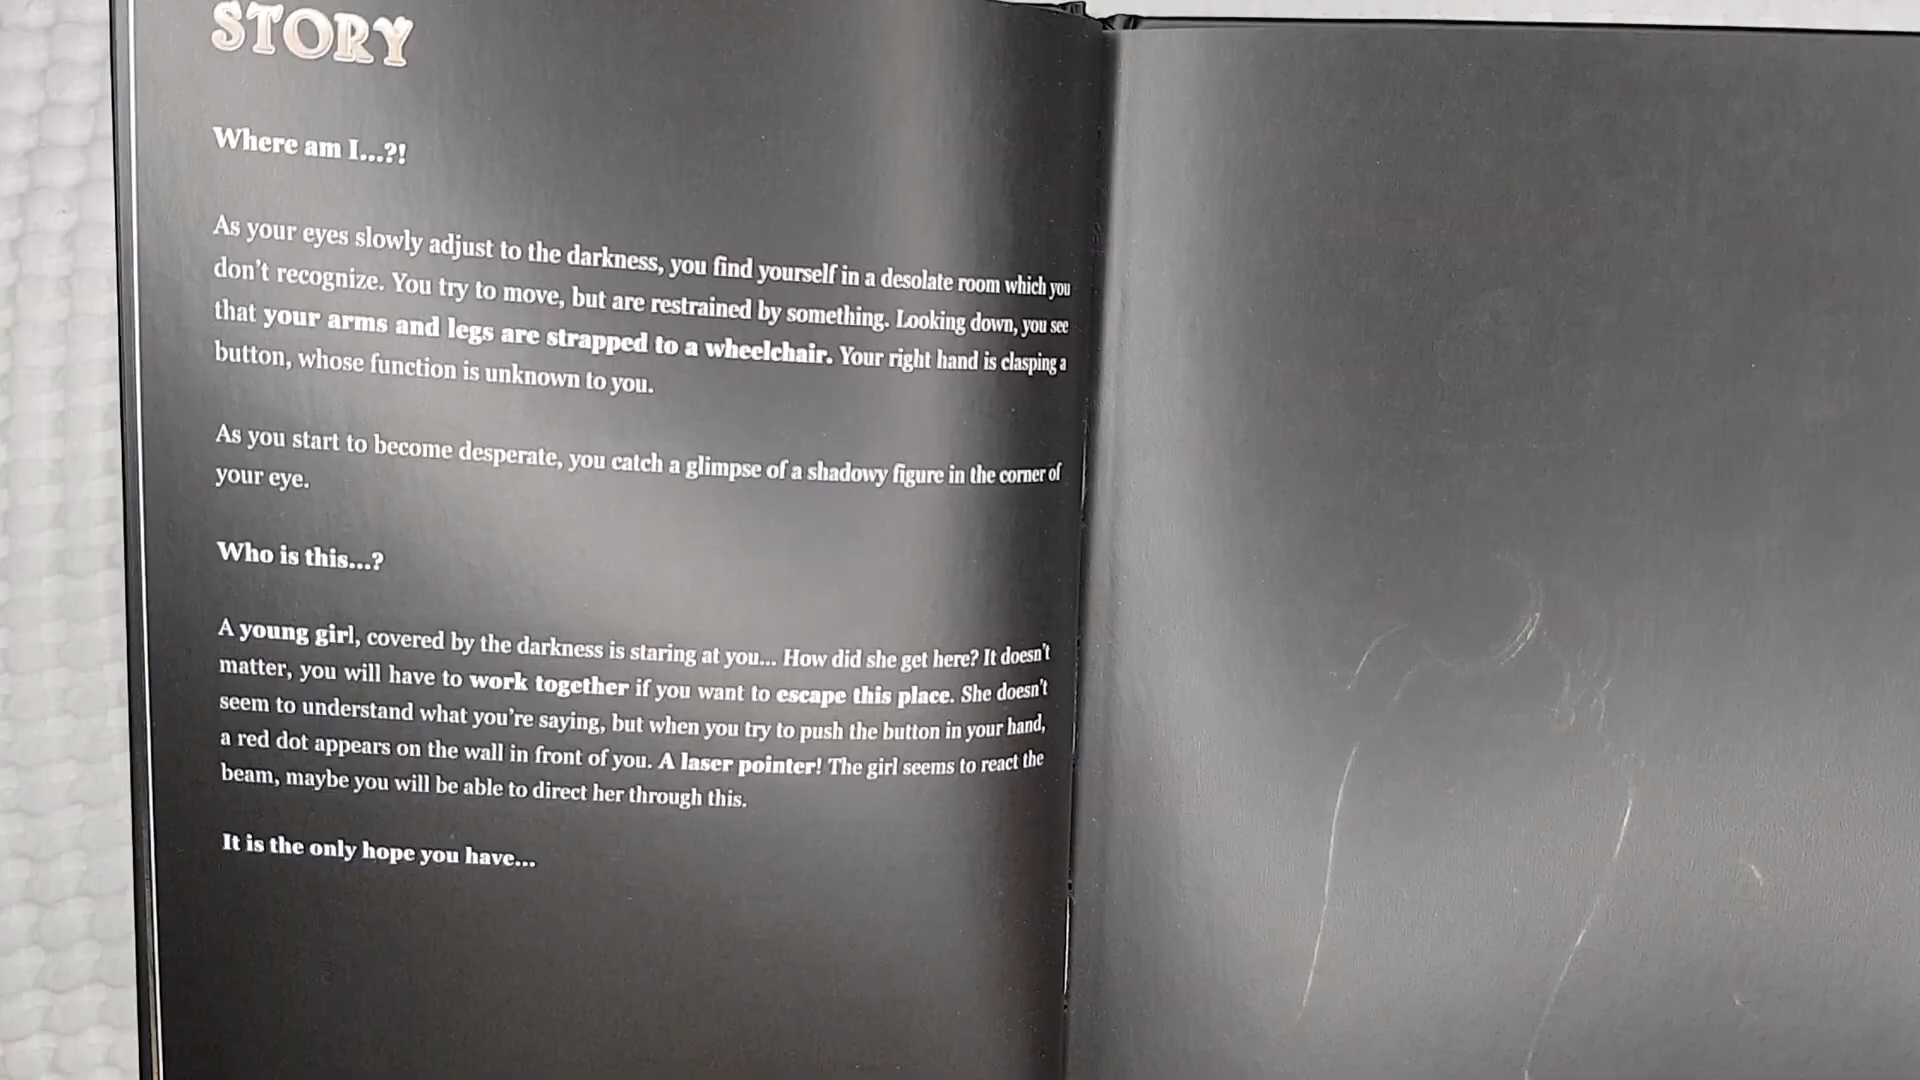 STORY
Where am I...?!
As your eyes slowly adjust to the darkness, you find yourself in a desolate room which you
don't recognize. You try to move, but are restrained by something. Looking down, you see
that your arms and legs are strapped to a wheelchair. Your right hand is clasping a
button, whose function is unknown to you.
As you start to become desperate, you catch a glimpse of a shadowy figure in the corner of
your eye.
Who is this...?
A young girl, covered by the darkness is staring at you... How did she get here? It doesn't
matter, you will have to work together if you want to escape this place. She doesn't
seem to understand what you're saying, but when you try to push the button in your hand,
a red dot appears on the wall in front of you. A laser pointer! The girl seems to react the
beam, maybe you will be able to direct her through this.
It is the only hope you have...